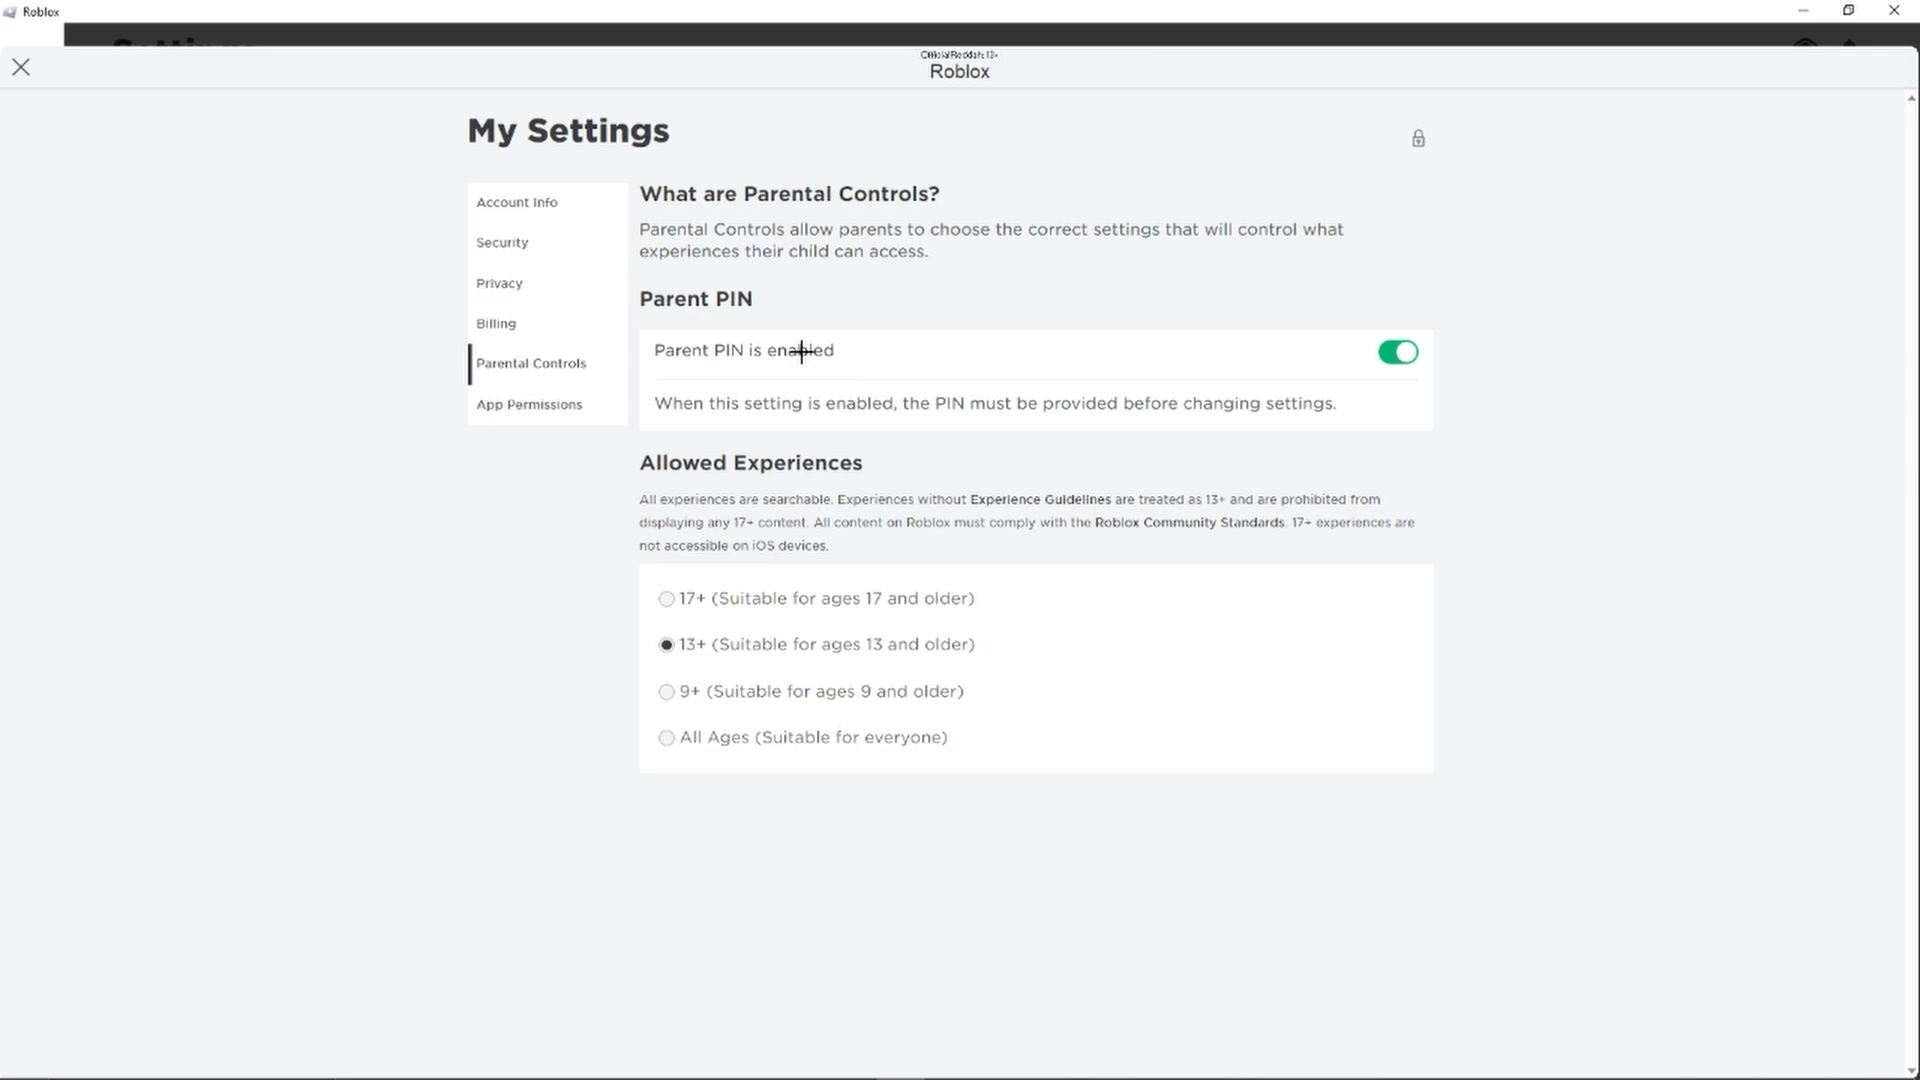 Roblox
Roblox
My Settings
Account Info
Security
Privacy
Billing
Parental Controls
App Permissions
What are Parental Controls?
Parental Controls allow parents to choose the correct settings that will control what
experiences their child can access.
Parent PIN
Parent PIN is enabled
When this setting is enabled, the PIN must be provided before changing settings.
Allowed Experiences
All experiences are searchable. Experiences without Experience Guidelines are treated as 13+ and are prohibited from
displaying any 17+ content. All content on Roblox must comply with the Roblox Community Standards. 17+ experiences are
not accessible on iOS devices.
17+ (Suitable for ages 17 and older)
13+ (Suitable for ages 13 and older)
9+ (Suitable for ages 9 and older)
All Ages (Suitable for everyone)